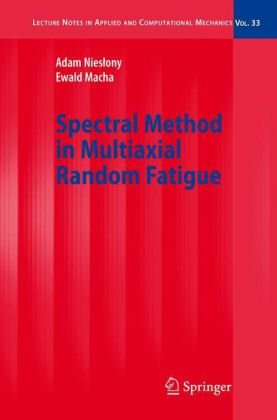 LECTURE NOTES IN APPLIED AND COMPUTATIONAL MECHANICS VOL. 33
Adam Niesłony
Ewald Macha
Spectral Method
in Multiaxial
Random Fatigue
Springer